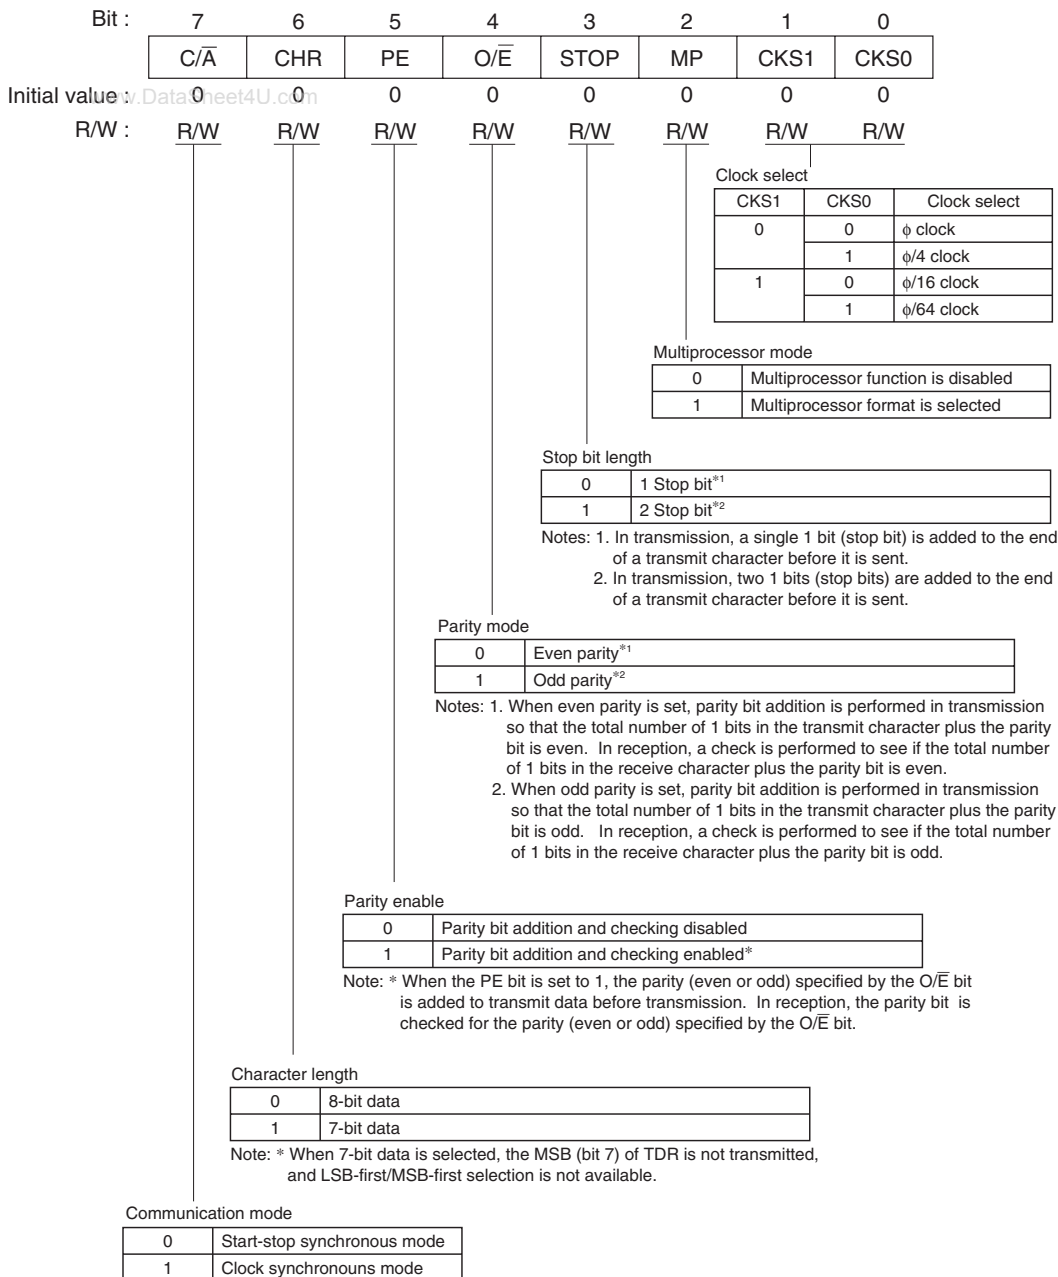 Bit : 7 6 5 4 3 2 1 0
C/A̅ CHR PE O/E̅ STOP MP CKS1 CKS0
Initial value : 0 0 0 0 0 0 0 0
www.DataSheet4U.com
R/W : R/W R/W R/W R/W R/W R/W R/W R/W
Clock select
CKS1 CKS0 Clock select
0 0 ϕ clock
1 ϕ/4 clock
1 0 ϕ/16 clock
1 ϕ/64 clock
Multiprocessor mode
0 Multiprocessor function is disabled
1 Multiprocessor format is selected
Stop bit length
0 1 Stop bit*1
1 2 Stop bit*2
Notes: 1. In transmission, a single 1 bit (stop bit) is added to the end
of a transmit character before it is sent.
2. In transmission, two 1 bits (stop bits) are added to the end
of a transmit character before it is sent.
Parity mode
0 Even parity*1
1 Odd parity*2
Notes: 1. When even parity is set, parity bit addition is performed in transmission
so that the total number of 1 bits in the transmit character plus the parity
bit is even. In reception, a check is performed to see if the total number
of 1 bits in the receive character plus the parity bit is even.
2. When odd parity is set, parity bit addition is performed in transmission
so that the total number of 1 bits in the transmit character plus the parity
bit is odd. In reception, a check is performed to see if the total number
of 1 bits in the receive character plus the parity bit is odd.
Parity enable
0 Parity bit addition and checking disabled
1 Parity bit addition and checking enabled*
Note: * When the PE bit is set to 1, the parity (even or odd) specified by the O/E̅ bit
is added to transmit data before transmission. In reception, the parity bit is
checked for the parity (even or odd) specified by the O/E̅ bit.
Character length
0 8-bit data
1 7-bit data
Note: * When 7-bit data is selected, the MSB (bit 7) of TDR is not transmitted,
and LSB-first/MSB-first selection is not available.
Communication mode
0 Start-stop synchronous mode
1 Clock synchronouns mode